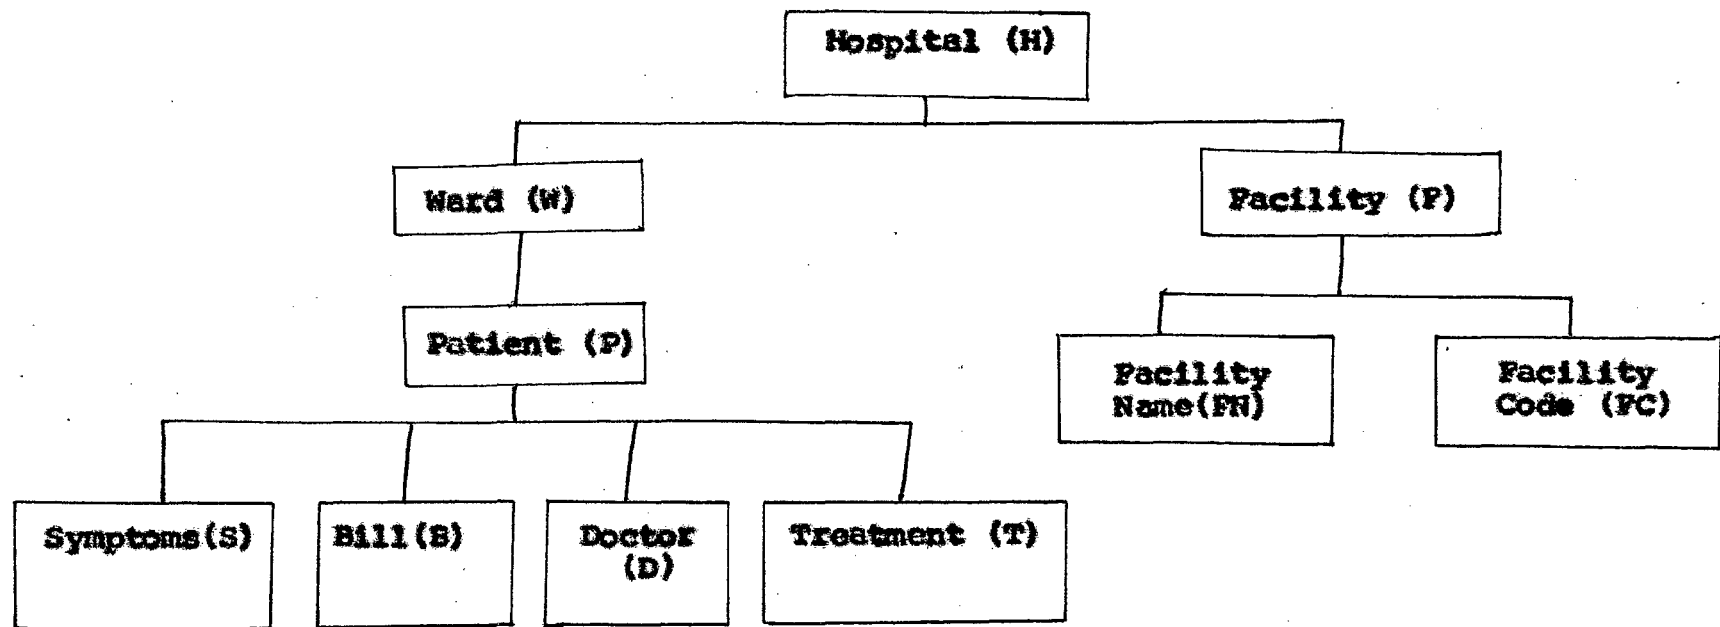 Hospital (H)
Ward (W)
Facility (F)
Patient (P)
Facility
Name(FN)
Facility
Code (FC)
Symptoms(S)
Bill(B)
Doctor
(D)
Treatment (T)